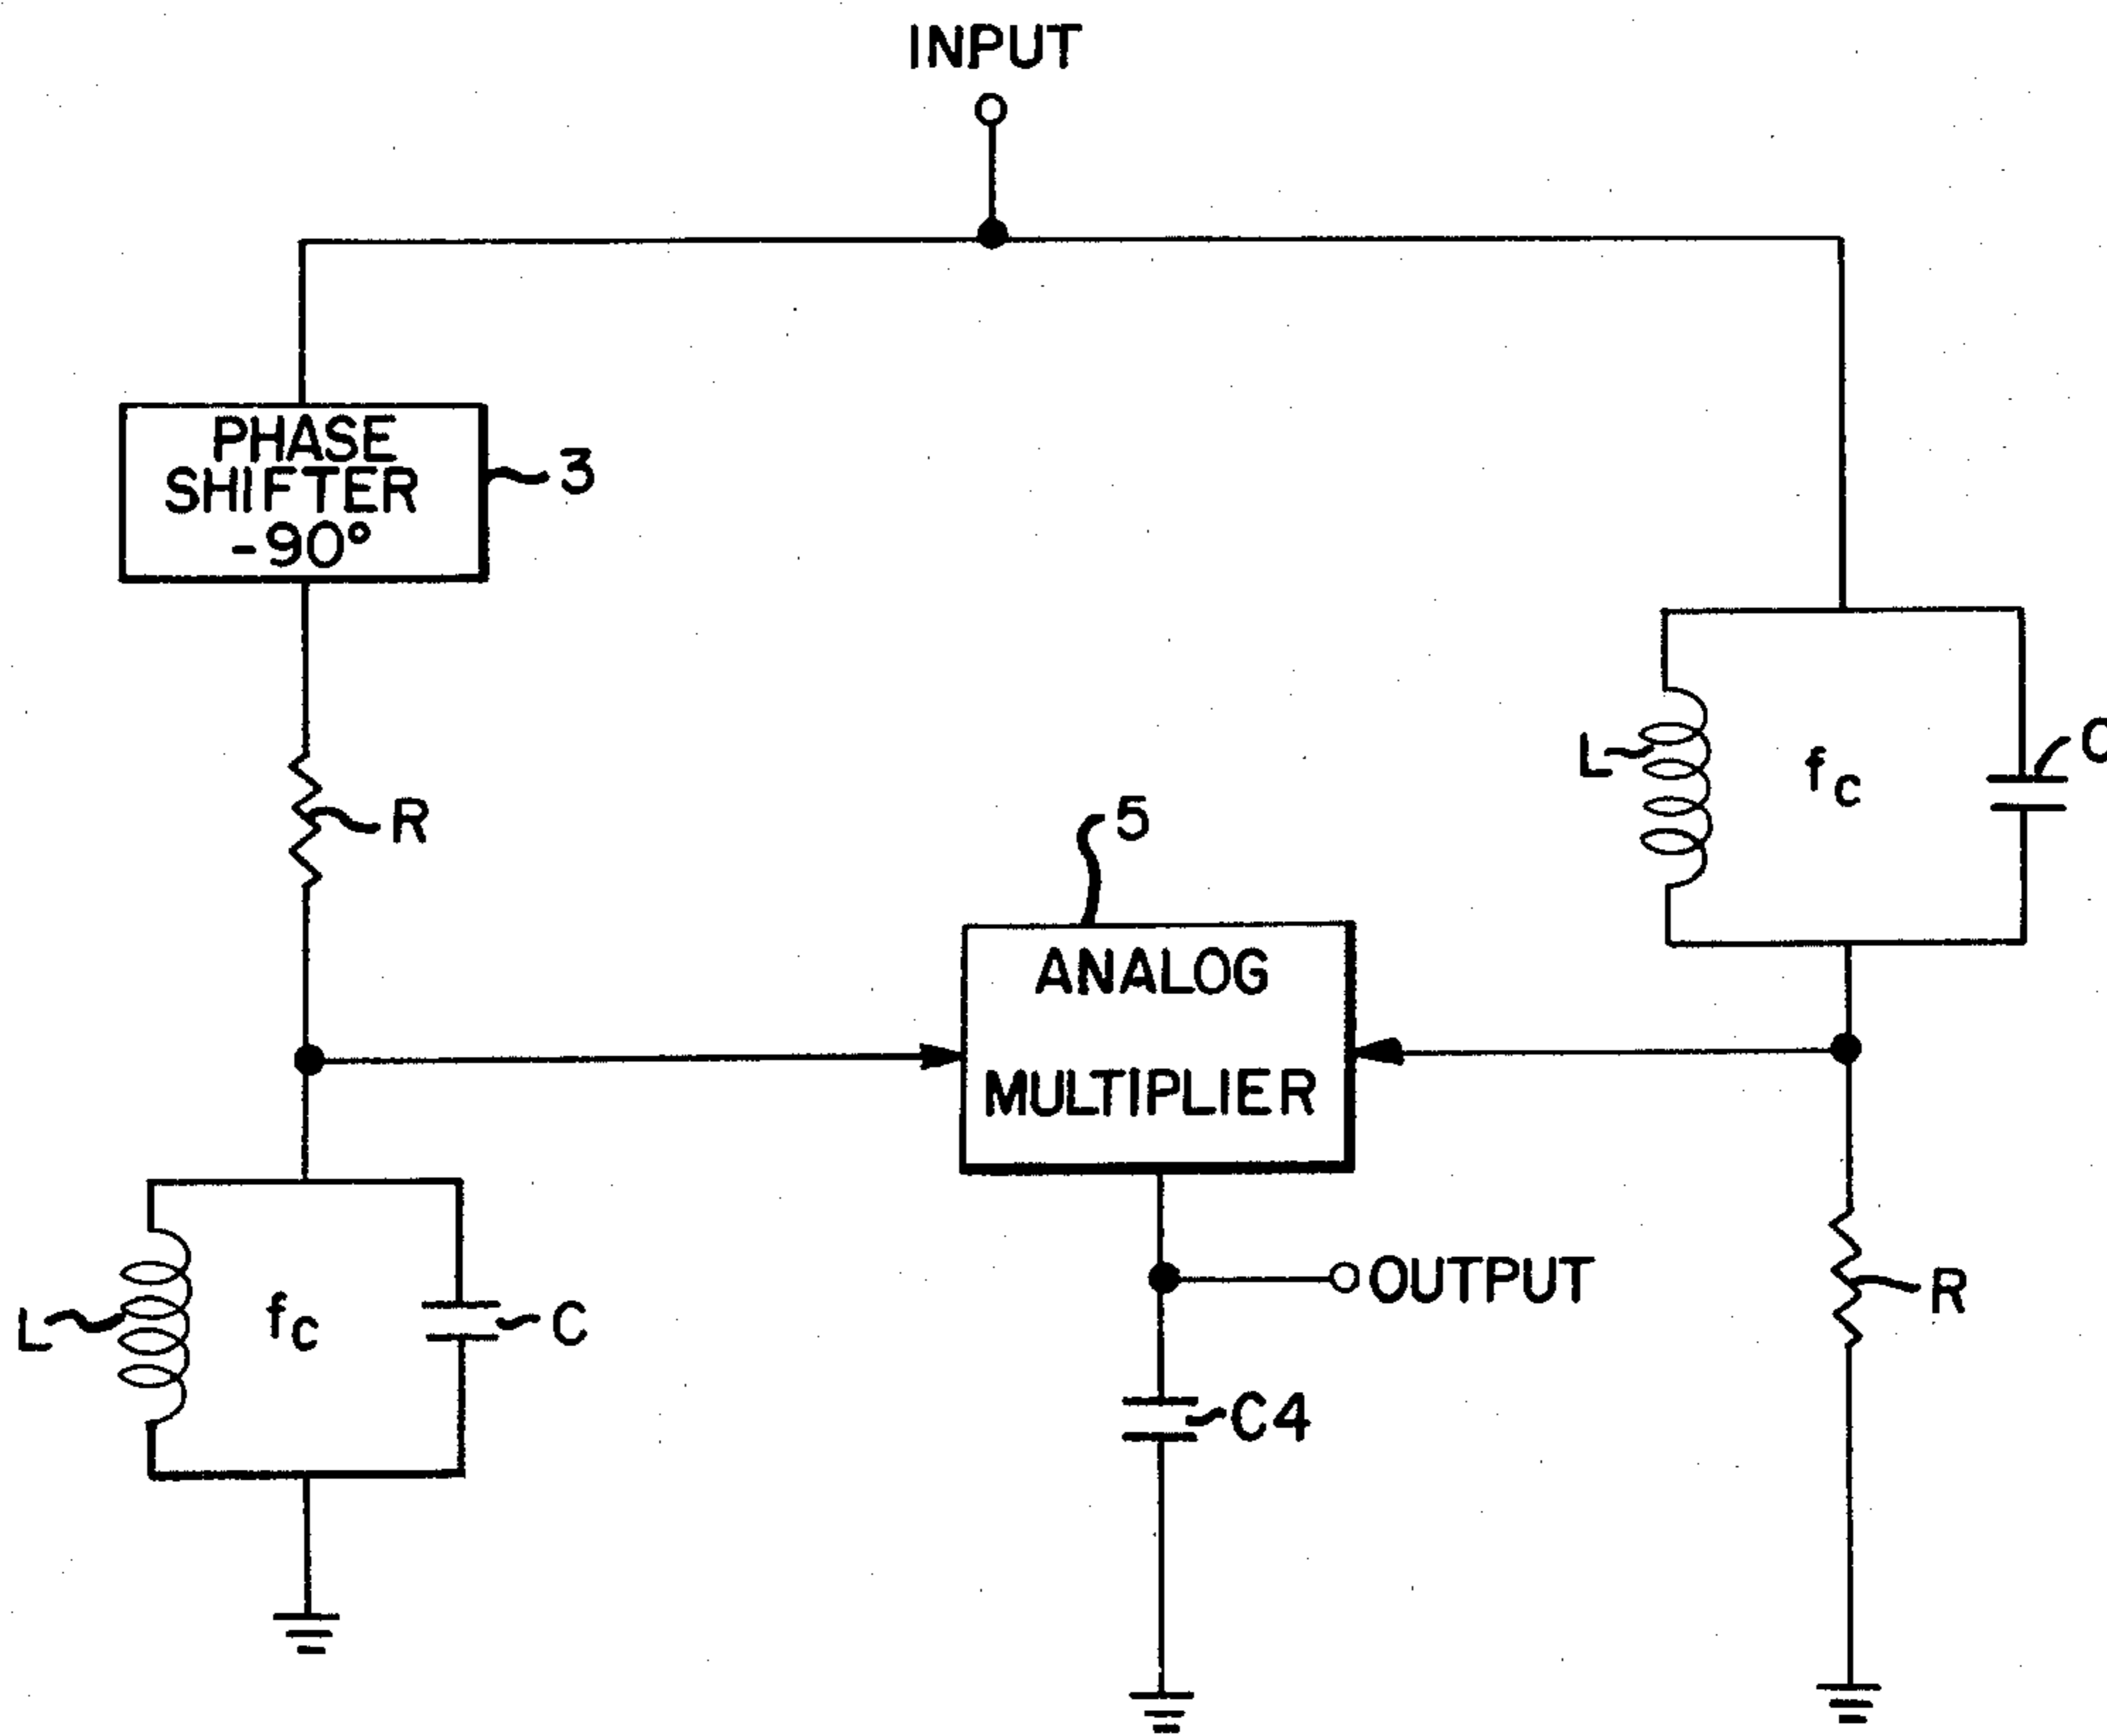 INPUT
PHASE
SHIFTER
-90°
3
R
L
fc
5
ANALOG
MULTIPLIER
L
fc
C
OUTPUT
R
C4